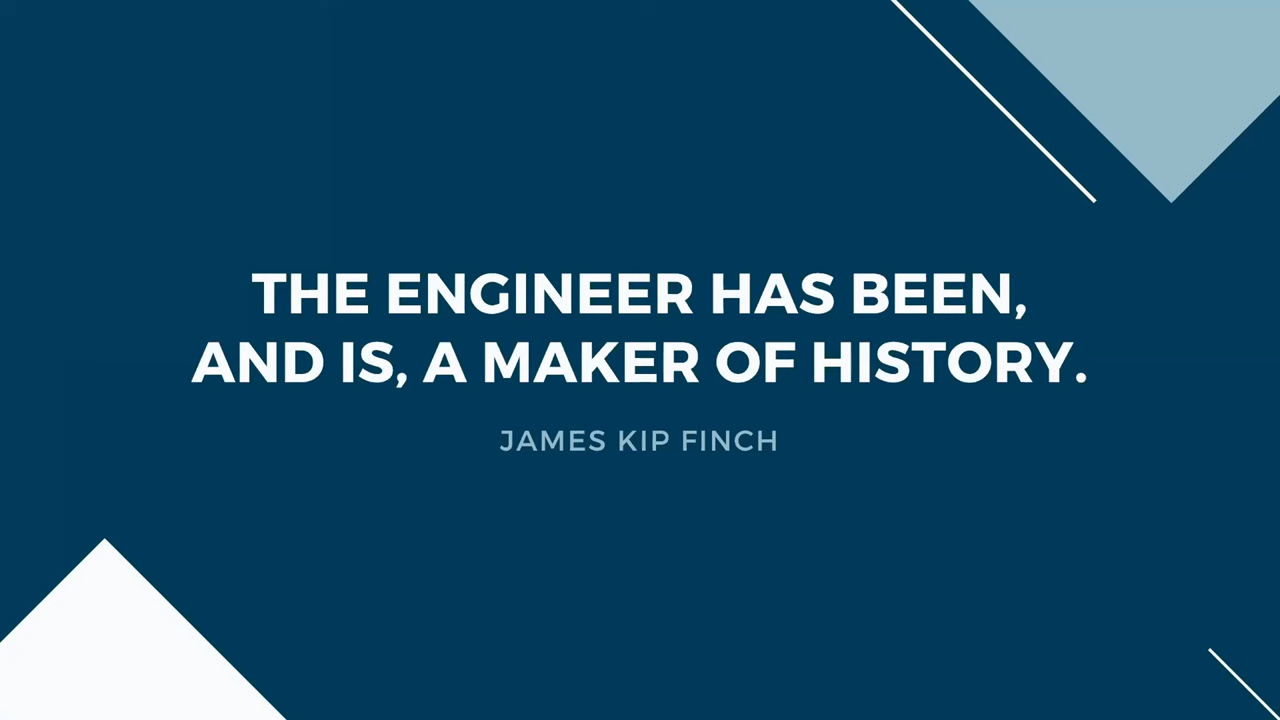 THE ENGINEER HAS BEEN,
AND IS, A MAKER OF HISTORY.
JAMES KIP FINCH